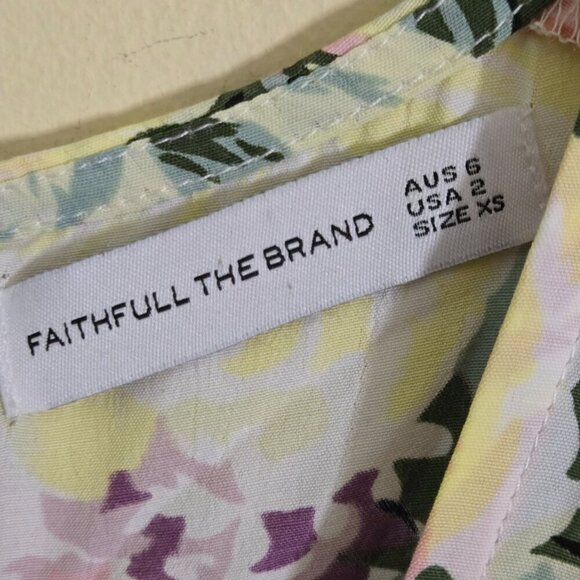 FAITHFULL THE BRAND
AUS 6
USA 2
SIZE XS